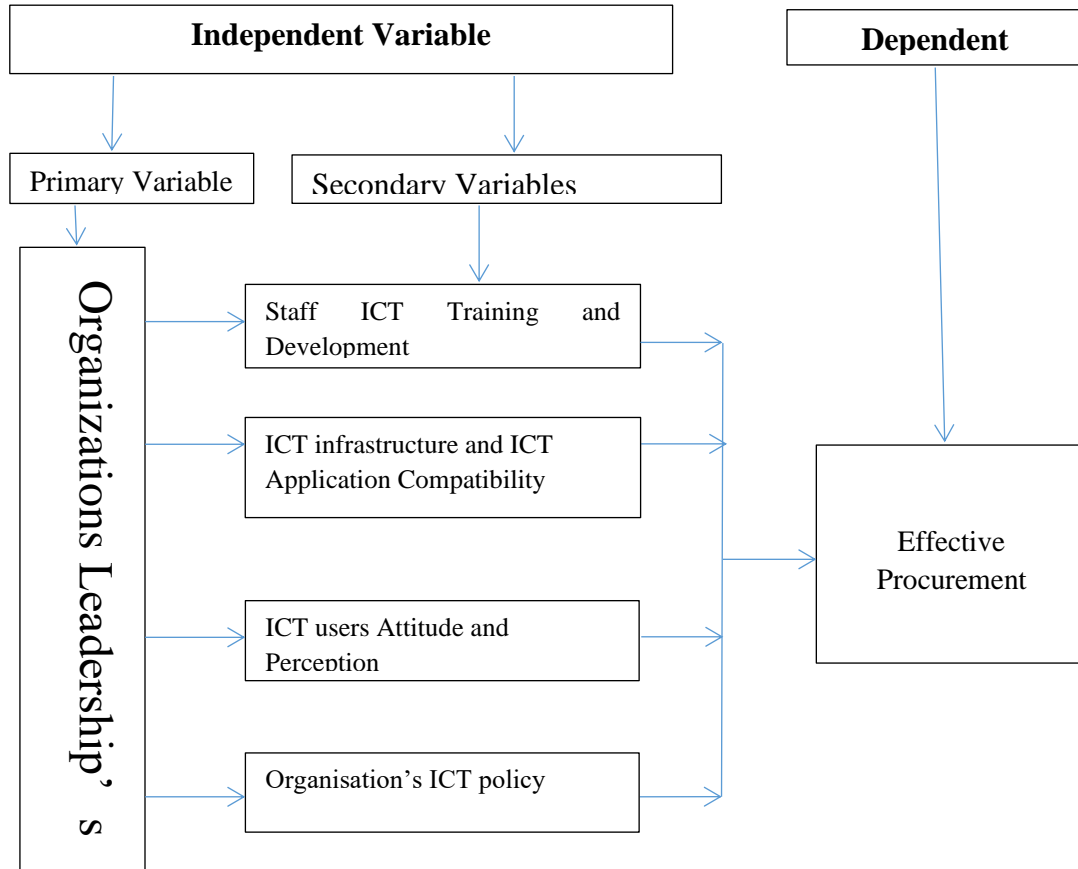 Independent Variable
Dependent
Primary Variable
Secondary Variables
Organizations Leadership’ s
Staff ICT Training and
Development
ICT infrastructure and ICT
Application Compatibility
ICT users Attitude and
Perception
Organisation’s ICT policy
Effective
Procurement